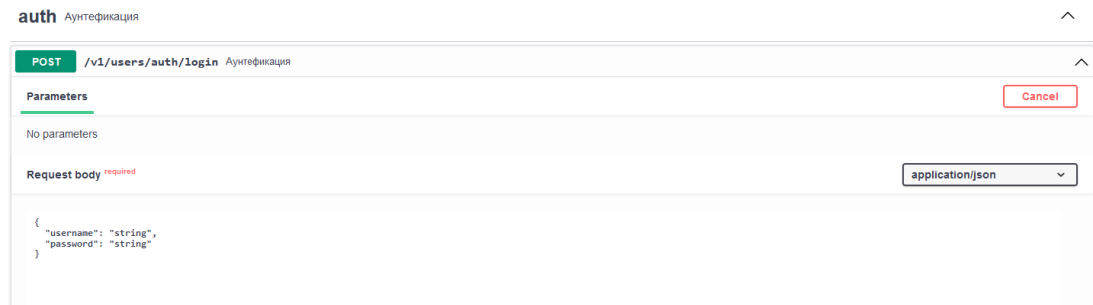 auth Аунтефикация
POST /v1/users/auth/login Аунтефикация
Parameters Cancel
No parameters
Request body required application/json
{
"username": "string",
"password": "string"
}